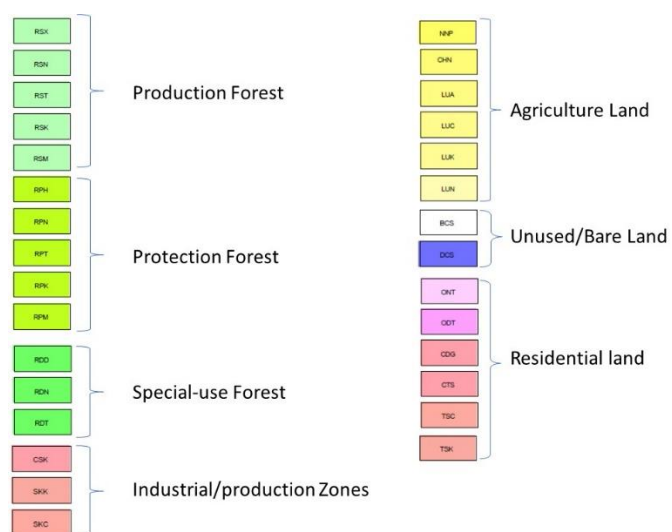 RSX
RSN
RST
RSK
RSM
Production Forest
RPH
RPN
RPT
RPK
RPM
Protection Forest
RDD
RDN
RDT
Special-use Forest
CSK
SKK
SKC
Industrial/production Zones
NNP
CHN
LUA
LUC
LUK
LUN
Agriculture Land
BCS
DCS
Unused/Bare Land
ONT
ODT
CDG
CTS
TSC
TSK
Residential land